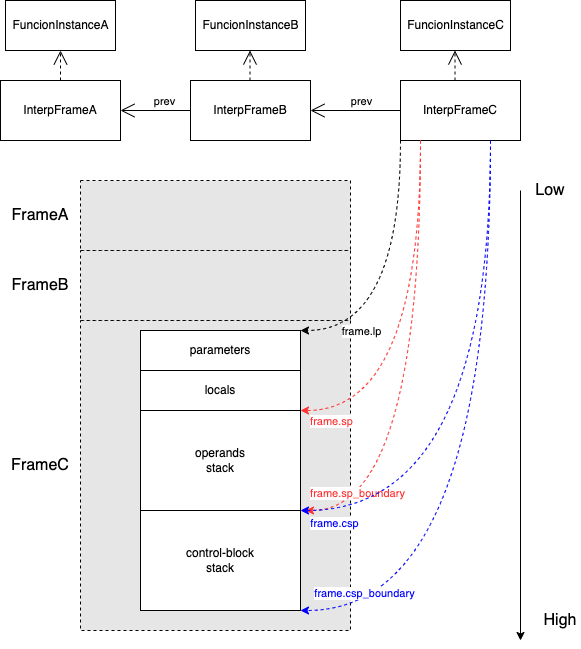 FuncionInstanceA
FuncionInstanceB
FuncionInstanceC
InterpFrameA
prev
InterpFrameB
prev
InterpFrameC
Low
FrameA
FrameB
frame.lp
parameters
locals
frame.sp
FrameC
operands
stack
frame.sp_boundary
frame.csp
control-block
stack
frame.csp_boundary
High